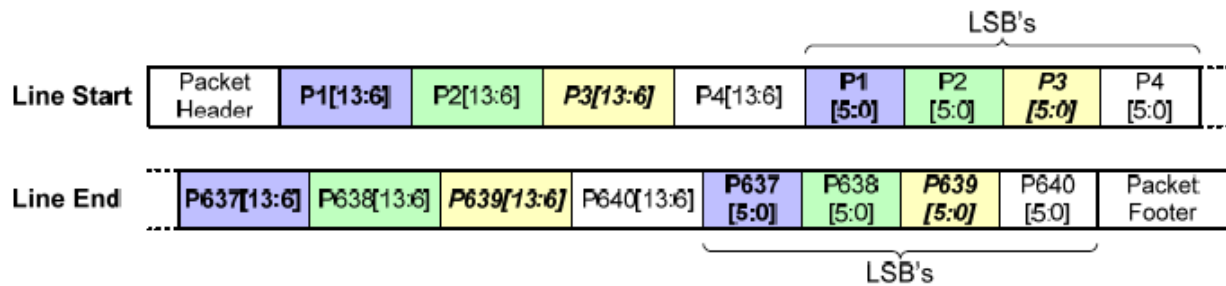 LSB's
Line Start Packet Header P1[13:6] P2[13:6] P3[13:6] P4[13:6] P1 [5:0] P2 [5:0] P3 [5:0] P4 [5:0]
Line End P637[13:6] P638[13:6] P639[13:6] P640[13:6] P637 [5:0] P638 [5:0] P639 [5:0] P640 [5:0] Packet Footer
LSB's